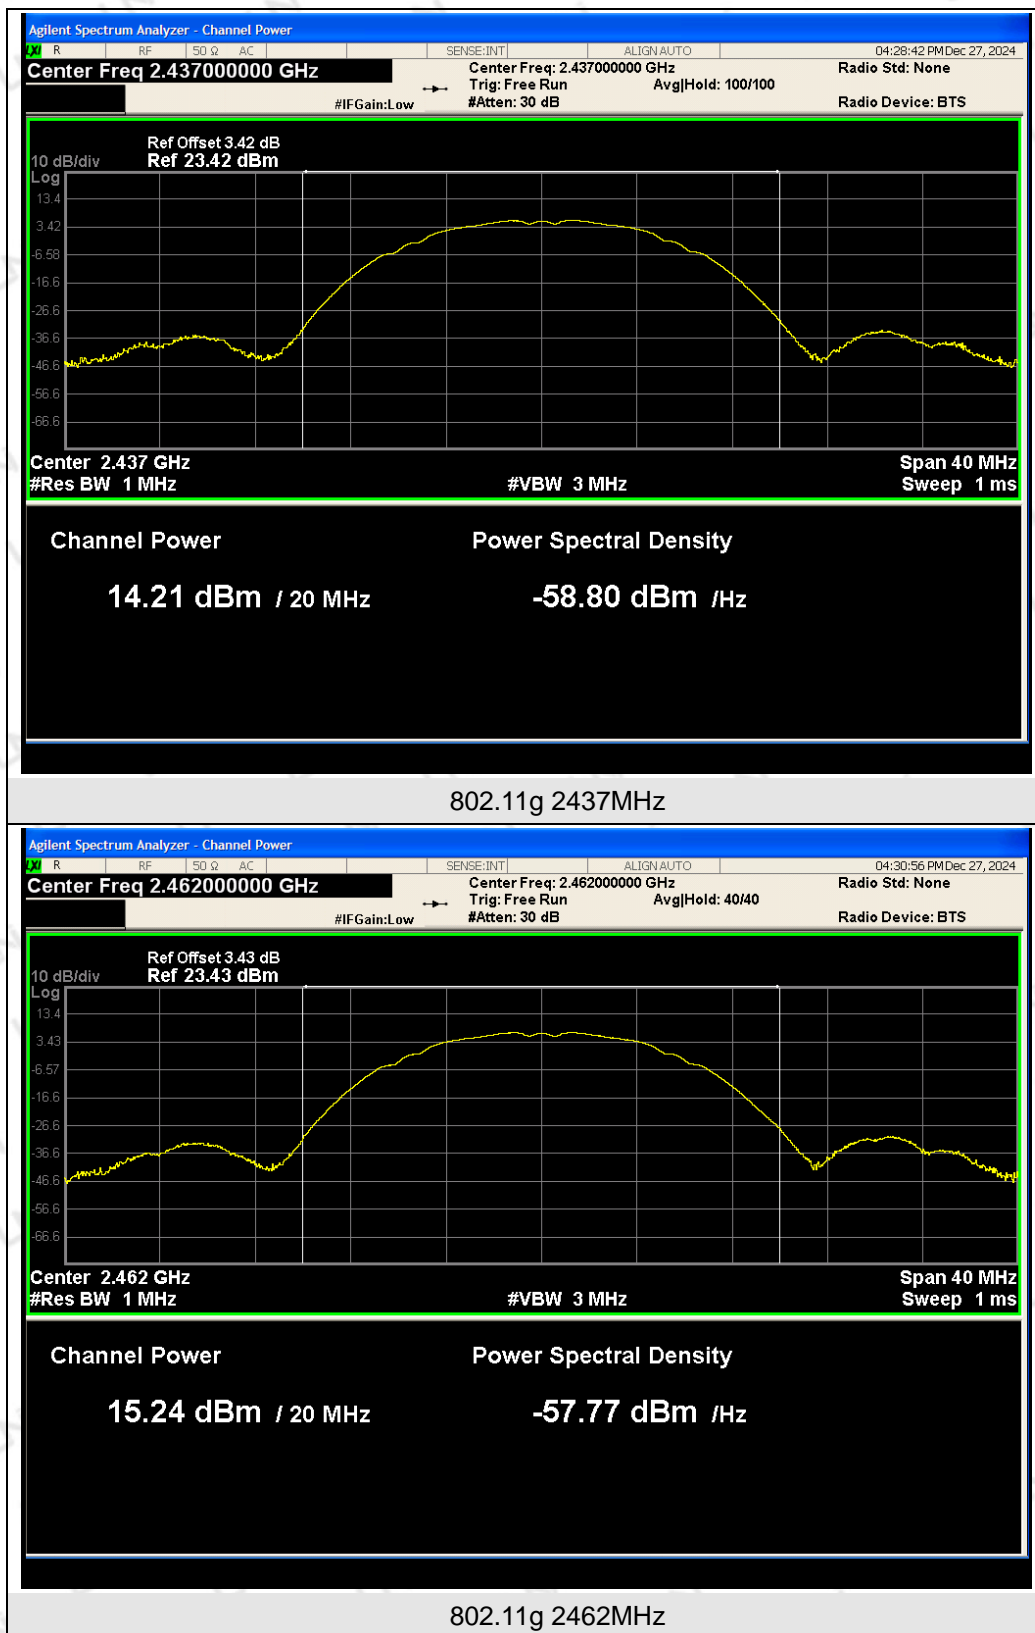 Agilent Spectrum Analyzer - Channel Power
LXI R RF 50 Ω AC SENSE:INT ALIGN AUTO 04:28:42 PM Dec 27, 2024
Center Freq 2.437000000 GHz Center Freq: 2.437000000 GHz Radio Std: None
Trig: Free Run Avg|Hold: 100/100
#IFGain:Low #Atten: 30 dB Radio Device: BTS
Ref Offset 3.42 dB
10 dB/div Ref 23.42 dBm
Log
13.4
3.42
-6.58
-16.6
-26.6
-36.6
-46.6
-56.6
-66.6
Center 2.437 GHz Span 40 MHz
#Res BW 1 MHz #VBW 3 MHz Sweep 1 ms
Channel Power Power Spectral Density
14.21 dBm / 20 MHz -58.80 dBm /Hz
802.11g 2437MHz
Agilent Spectrum Analyzer - Channel Power
LXI R RF 50 Ω AC SENSE:INT ALIGN AUTO 04:30:56 PM Dec 27, 2024
Center Freq 2.462000000 GHz Center Freq: 2.462000000 GHz Radio Std: None
Trig: Free Run Avg|Hold: 40/40
#IFGain:Low #Atten: 30 dB Radio Device: BTS
Ref Offset 3.43 dB
10 dB/div Ref 23.43 dBm
Log
13.4
3.43
-6.57
-16.6
-26.6
-36.6
-46.6
-56.6
-66.6
Center 2.462 GHz Span 40 MHz
#Res BW 1 MHz #VBW 3 MHz Sweep 1 ms
Channel Power Power Spectral Density
15.24 dBm / 20 MHz -57.77 dBm /Hz
802.11g 2462MHz